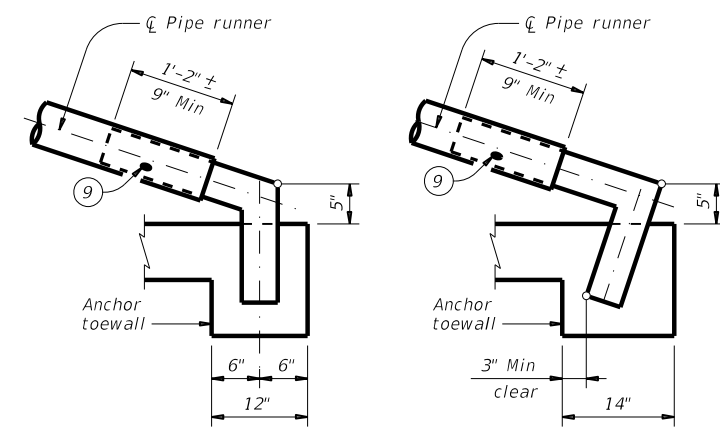 ℄ Pipe runner
1'-2" ±
9" Min
9
5"
Anchor
toewall
6"
6"
12"
℄ Pipe runner
1'-2" ±
9" Min
9
5"
Anchor
toewall
3" Min
clear
14"